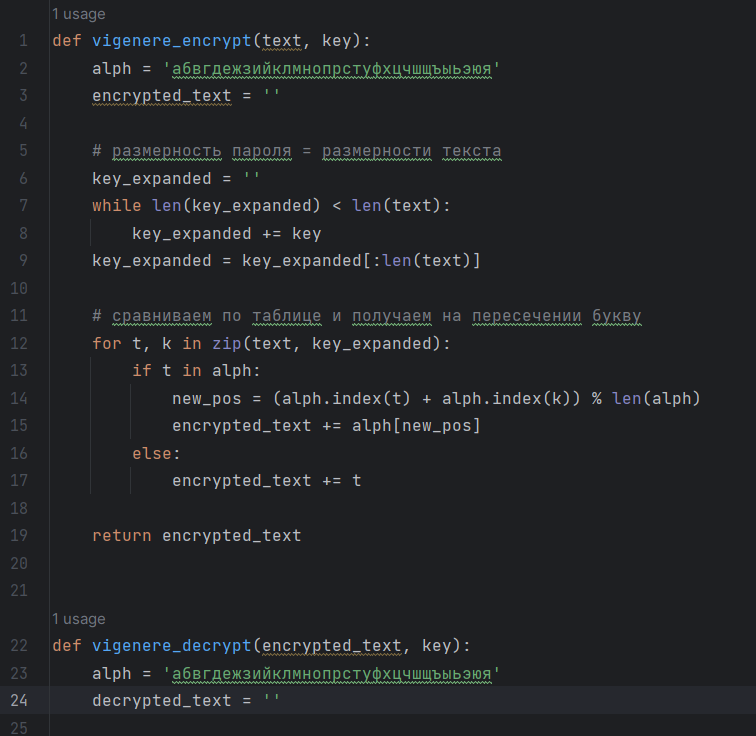 1 usage
1 def vigenere_encrypt(text, key):
2 alph = 'абвгдежзийклмнопрстуфхцчшщъыьэюя'
3 encrypted_text = ''
4
5 # размерность пароля = размерности текста
6 key_expanded = ''
7 while len(key_expanded) < len(text):
8 key_expanded += key
9 key_expanded = key_expanded[:len(text)]
10
11 # сравниваем по таблице и получаем на пересечении букву
12 for t, k in zip(text, key_expanded):
13 if t in alph:
14 new_pos = (alph.index(t) + alph.index(k)) % len(alph)
15 encrypted_text += alph[new_pos]
16 else:
17 encrypted_text += t
18
19 return encrypted_text
20
21
1 usage
22 def vigenere_decrypt(encrypted_text, key):
23 alph = 'абвгдежзийклмнопрстуфхцчшщъыьэюя'
24 decrypted_text = ''
25